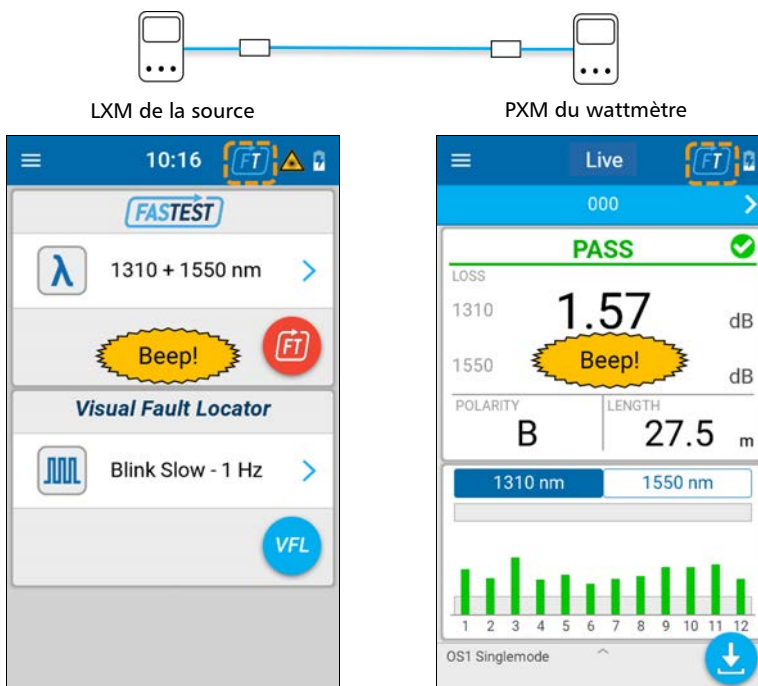 LXM de la source
PXM du wattmètre
10:16 FT
FASTEST
λ 1310 + 1550 nm
Beep!
FT
Visual Fault Locator
Blink Slow - 1 Hz
VFL
Live FT
000
PASS
LOSS
1310 1.57 dB
1550 Beep! dB
POLARITY LENGTH
B 27.5 m
1310 nm 1550 nm
1 2 3 4 5 6 7 8 9 10 11 12
OS1 Singlemode